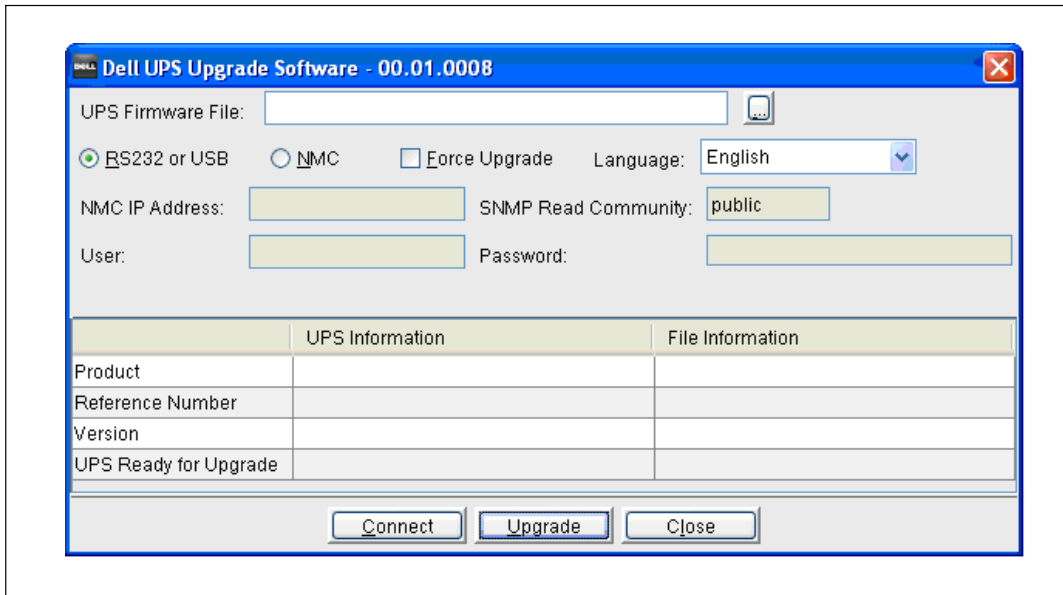 DELL Dell UPS Upgrade Software - 00.01.0008
UPS Firmware File: ...
RS232 or USB NMC Force Upgrade Language: English
NMC IP Address: SNMP Read Community: public
User: Password:
UPS Information File Information
Product
Reference Number
Version
UPS Ready for Upgrade
Connect Upgrade Close